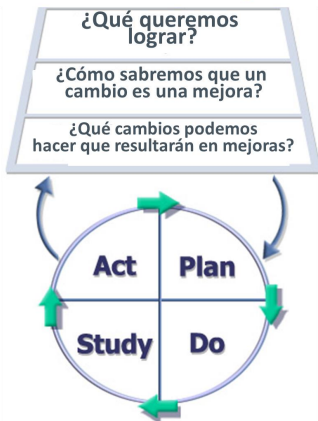 ¿Qué queremos
lograr?
¿Cómo sabremos que un
cambio es una mejora?
¿Qué cambios podemos
hacer que resultarán en mejoras?
Act
Plan
Study
Do